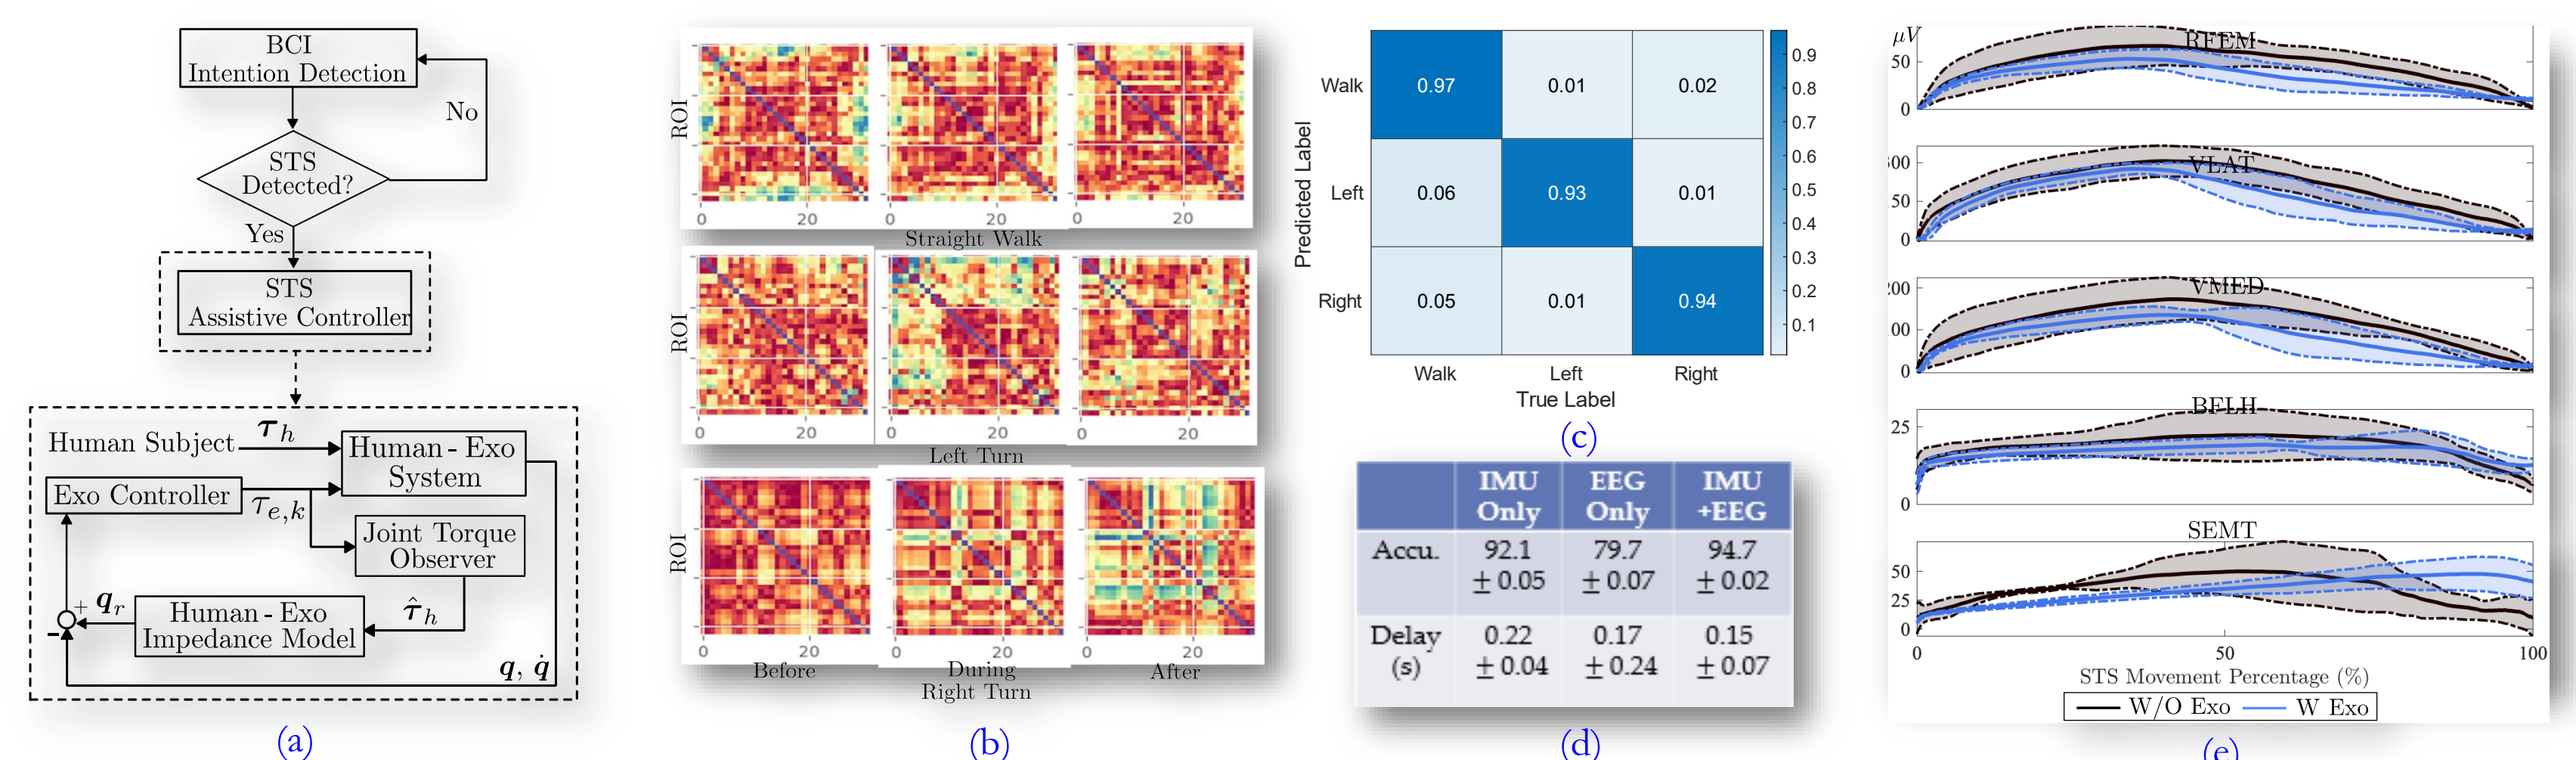 BCI
Intention Detection
No
STS
Detected?
Yes
STS
Assistive Controller
Human Subject
τh
Human - Exo
System
Exo Controller
τe,k
Joint Torque
Observer
+
qr
Human - Exo
Impedance Model
τ̂h
-
q, q̇
(a)
ROI
0 20 0 20 0 20
Straight Walk
ROI
0 20 0 20 0 20
Left Turn
ROI
0 20 0 20 0 20
Before During After
Right Turn
(b)
Predicted Label
Walk 0.97 0.01 0.02
Left 0.06 0.93 0.01
Right 0.05 0.01 0.94
Walk Left Right
True Label
0.9
0.8
0.7
0.6
0.5
0.4
0.3
0.2
0.1
(c)
IMU Only EEG Only IMU +EEG
Accu. 92.1 ± 0.05 79.7 ± 0.07 94.7 ± 0.02
Delay (s) 0.22 ± 0.04 0.17 ± 0.24 0.15 ± 0.07
(d)
μV
RFEM
50
0
VLAT
50
0
VMED
00
0
BFLH
25
0
SEMT
50
25
0
0 50 100
STS Movement Percentage (%)
W/O Exo W Exo
(e)